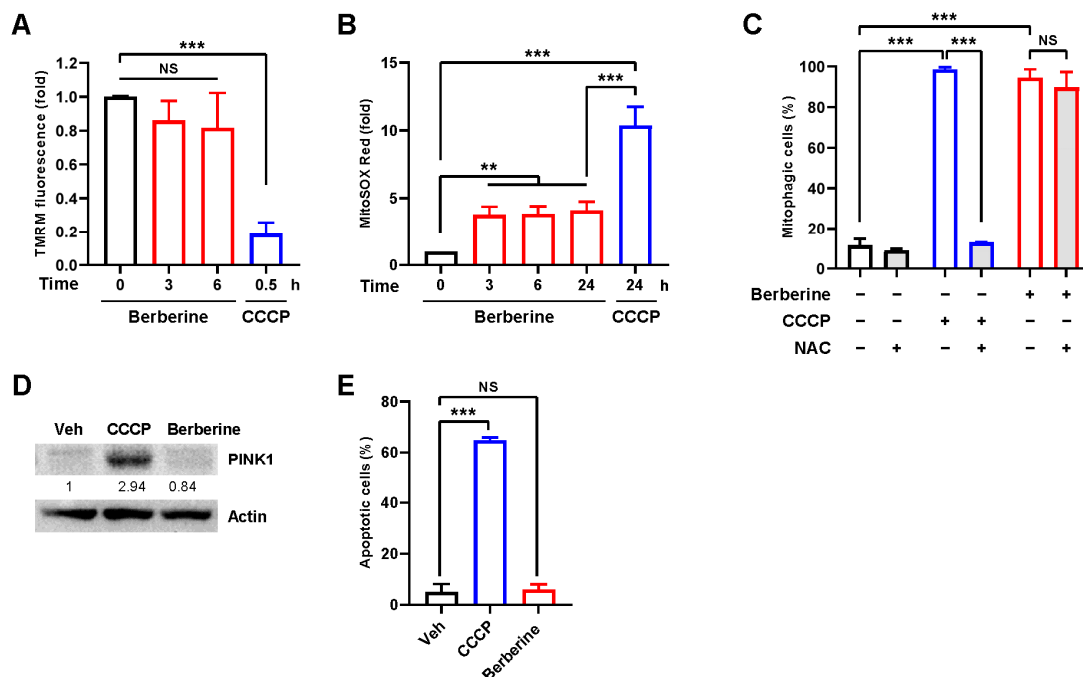 A
***
NS
TMRM fluorescence (fold)
1.2
1.0
0.8
0.6
0.4
0.2
0.0
Time 0 3 6 0.5 h
Berberine CCCP
B
***
***
**
MitoSOX Red (fold)
15
10
5
0
Time 0 3 6 24 24 h
Berberine CCCP
C
***
*** *** NS
Mitophagic cells (%)
100
80
60
40
20
0
Berberine – – – – + +
CCCP – – + + – –
NAC – + – + – +
D
Veh CCCP Berberine
PINK1
1 2.94 0.84
Actin
E
NS
***
Apoptotic cells (%)
80
60
40
20
0
Veh
CCCP
Berberine